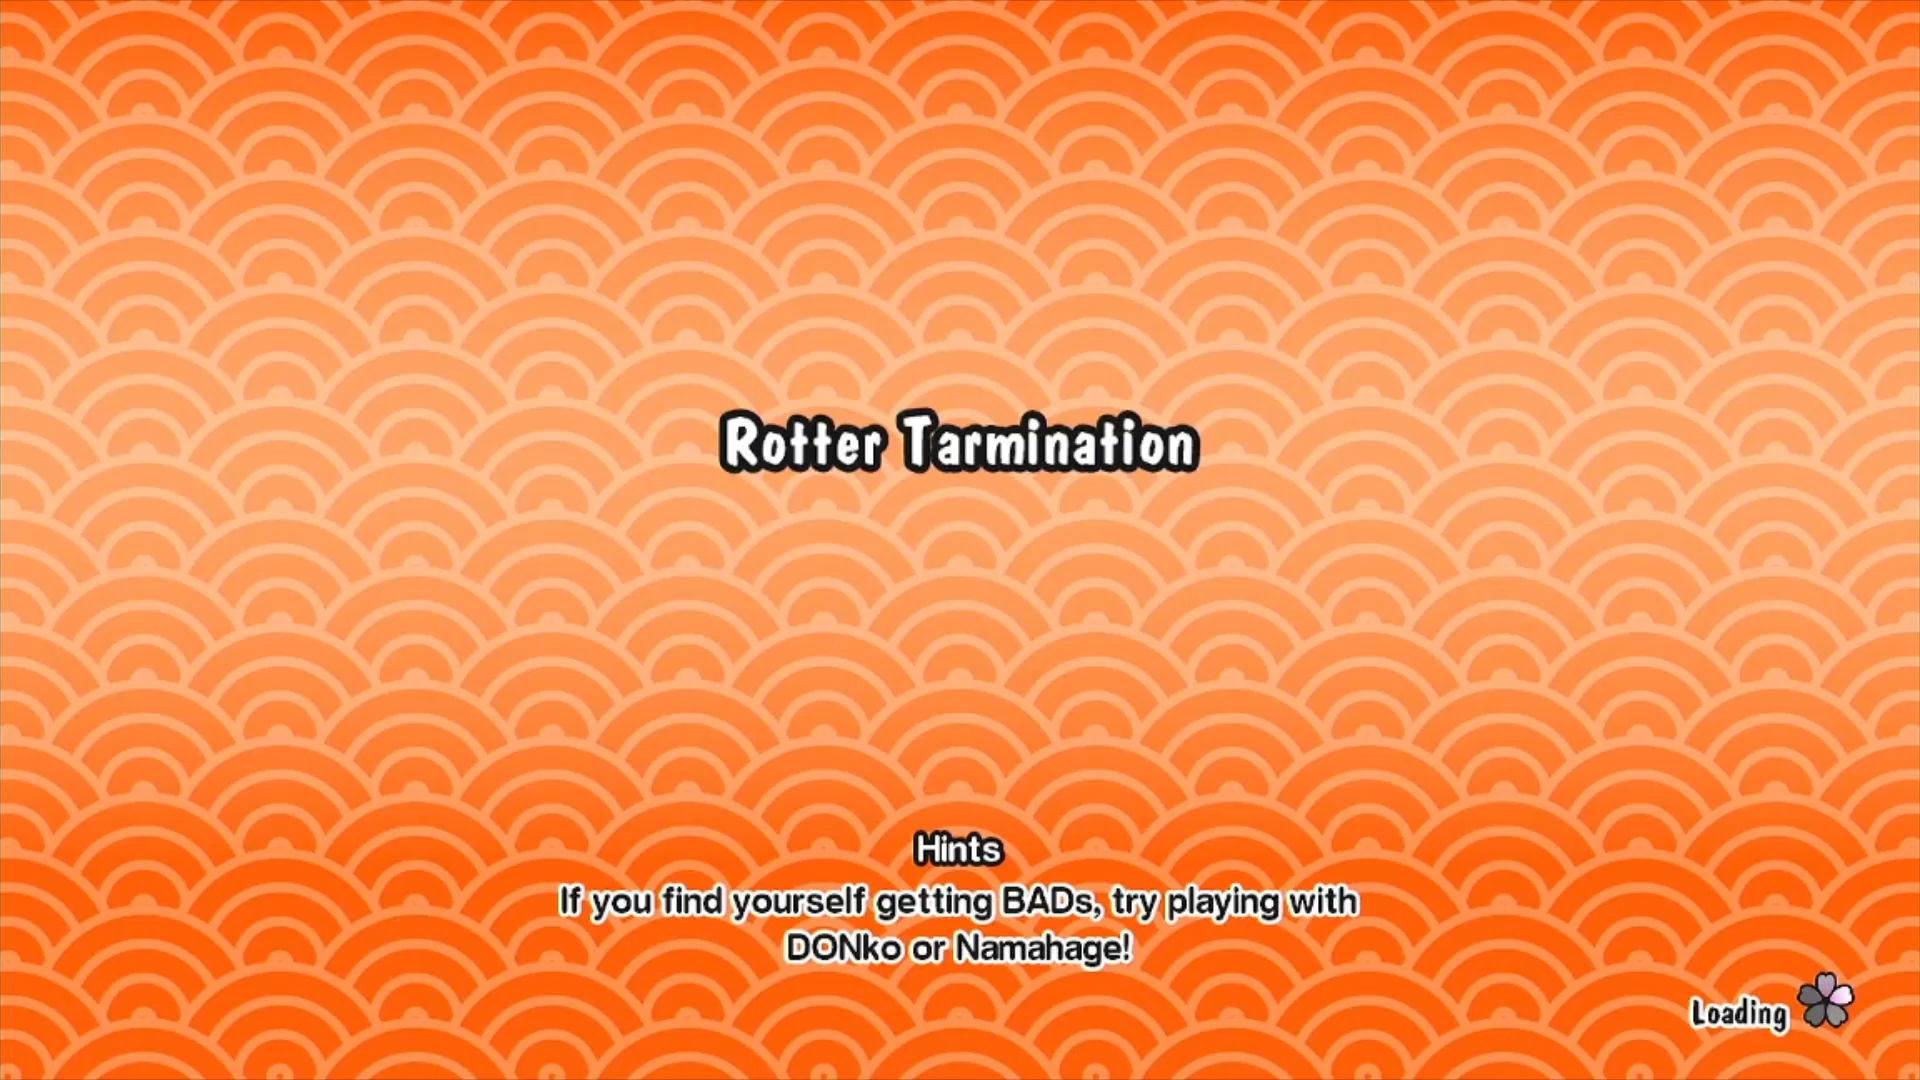 Rotter Tarmination
Hints
If you find yourself getting BADs, try playing with
DONko or Namahage!
Loading